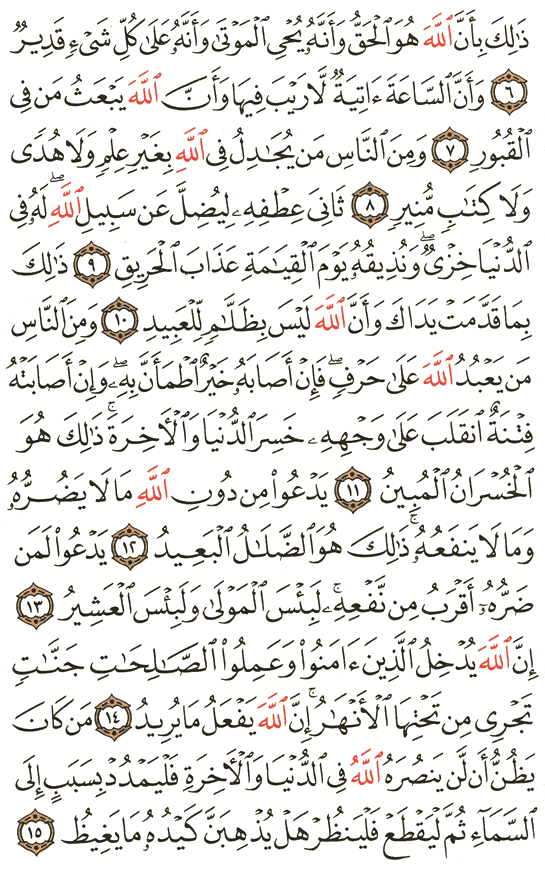 ذَٰلِكَ بِأَنَّ ٱللَّهَ هُوَ ٱلْحَقُّ وَأَنَّهُۥ يُحْىِ ٱلْمَوْتَىٰ وَأَنَّهُۥ عَلَىٰ كُلِّ شَىْءٍ قَدِيرٌ
٦ وَأَنَّ ٱلسَّاعَةَ ءَاتِيَةٌ لَّا رَيْبَ فِيهَا وَأَنَّ ٱللَّهَ يَبْعَثُ مَن فِى
ٱلْقُبُورِ ٧ وَمِنَ ٱلنَّاسِ مَن يُجَٰدِلُ فِى ٱللَّهِ بِغَيْرِ عِلْمٍ وَلَا هُدًى
وَلَا كِتَٰبٍ مُّنِيرٍ ٨ ثَانِىَ عِطْفِهِۦ لِيُضِلَّ عَن سَبِيلِ ٱللَّهِ ۖ لَهُۥ فِى
ٱلدُّنْيَا خِزْىٌ ۖ وَنُذِيقُهُۥ يَوْمَ ٱلْقِيَٰمَةِ عَذَابَ ٱلْحَرِيقِ ٩ ذَٰلِكَ
بِمَا قَدَّمَتْ يَدَاكَ وَأَنَّ ٱللَّهَ لَيْسَ بِظَلَّٰمٍ لِّلْعَبِيدِ ١٠ وَمِنَ ٱلنَّاسِ
مَن يَعْبُدُ ٱللَّهَ عَلَىٰ حَرْفٍ ۖ فَإِنْ أَصَابَهُۥ خَيْرٌ ٱطْمَأَنَّ بِهِۦ ۖ وَإِنْ أَصَابَتْهُ
فِتْنَةٌ ٱنقَلَبَ عَلَىٰ وَجْهِهِۦ خَسِرَ ٱلدُّنْيَا وَٱلْءَاخِرَةَ ۚ ذَٰلِكَ هُوَ
ٱلْخُسْرَانُ ٱلْمُبِينُ ١١ يَدْعُوا۟ مِن دُونِ ٱللَّهِ مَا لَا يَضُرُّهُۥ
وَمَا لَا يَنفَعُهُۥ ۚ ذَٰلِكَ هُوَ ٱلضَّلَٰلُ ٱلْبَعِيدُ ١٢ يَدْعُوا۟ لَمَن
ضَرُّهُۥٓ أَقْرَبُ مِن نَّفْعِهِۦ ۚ لَبِئْسَ ٱلْمَوْلَىٰ وَلَبِئْسَ ٱلْعَشِيرُ ١٣
إِنَّ ٱللَّهَ يُدْخِلُ ٱلَّذِينَ ءَامَنُوا۟ وَعَمِلُوا۟ ٱلصَّٰلِحَٰتِ جَنَّٰتٍ
تَجْرِى مِن تَحْتِهَا ٱلْأَنْهَٰرُ ۚ إِنَّ ٱللَّهَ يَفْعَلُ مَا يُرِيدُ ١٤ مَن كَانَ
يَظُنُّ أَن لَّن يَنصُرَهُ ٱللَّهُ فِى ٱلدُّنْيَا وَٱلْءَاخِرَةِ فَلْيَمْدُدْ بِسَبَبٍ إِلَى
ٱلسَّمَآءِ ثُمَّ لْيَقْطَعْ فَلْيَنظُرْ هَلْ يُذْهِبَنَّ كَيْدُهُۥ مَا يَغِيظُ ١٥